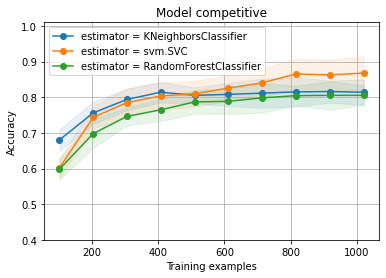 Model competitive
estimator = KNeighborsClassifier
estimator = svm.SVC
estimator = RandomForestClassifier
1.0
0.9
0.8
0.7
0.6
0.5
0.4
Accuracy
200 400 600 800 1000
Training examples